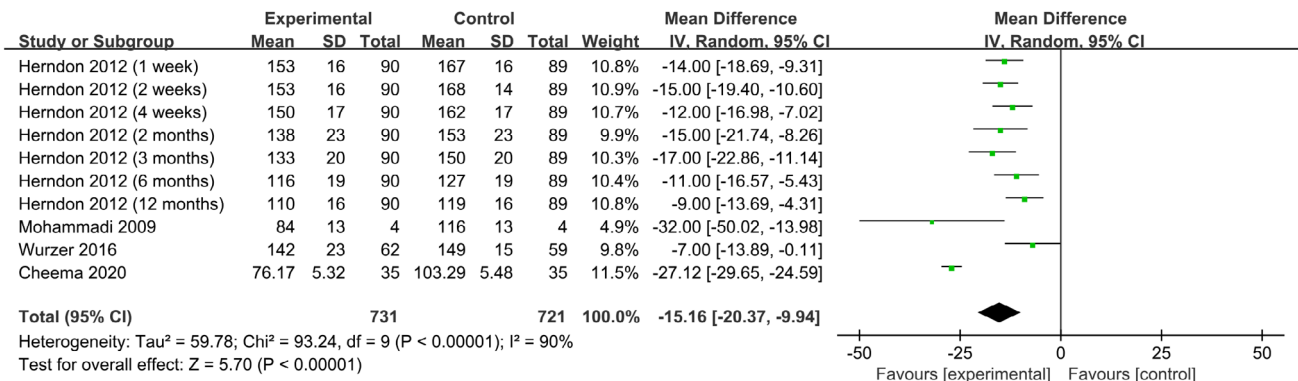 Experimental Control Mean Difference Mean Difference
Study or Subgroup Mean SD Total Mean SD Total Weight IV, Random, 95% CI IV, Random, 95% CI
Herndon 2012 (1 week) 153 16 90 167 16 89 10.8% -14.00 [-18.69, -9.31]
Herndon 2012 (2 weeks) 153 16 90 168 14 89 10.9% -15.00 [-19.40, -10.60]
Herndon 2012 (4 weeks) 150 17 90 162 17 89 10.7% -12.00 [-16.98, -7.02]
Herndon 2012 (2 months) 138 23 90 153 23 89 9.9% -15.00 [-21.74, -8.26]
Herndon 2012 (3 months) 133 20 90 150 20 89 10.3% -17.00 [-22.86, -11.14]
Herndon 2012 (6 months) 116 19 90 127 19 89 10.4% -11.00 [-16.57, -5.43]
Herndon 2012 (12 months) 110 16 90 119 16 89 10.8% -9.00 [-13.69, -4.31]
Mohammadi 2009 84 13 4 116 13 4 4.9% -32.00 [-50.02, -13.98]
Wurzer 2016 142 23 62 149 15 59 9.8% -7.00 [-13.89, -0.11]
Cheema 2020 76.17 5.32 35 103.29 5.48 35 11.5% -27.12 [-29.65, -24.59]
Total (95% CI) 731 721 100.0% -15.16 [-20.37, -9.94]
Heterogeneity: Tau² = 59.78; Chi² = 93.24, df = 9 (P < 0.00001); I² = 90%
Test for overall effect: Z = 5.70 (P < 0.00001)
-50 -25 0 25 50
Favours [experimental] Favours [control]